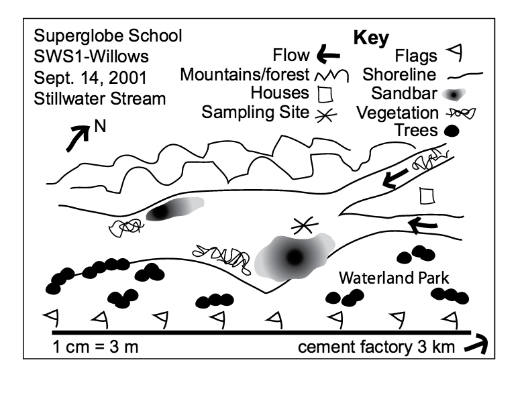 Superglobe School
SWS1-Willows
Sept. 14, 2001
Stillwater Stream
N
Key
Flow
Mountains/forest
Houses
Sampling Site
Flags
Shoreline
Sandbar
Vegetation
Trees
Waterland Park
1 cm = 3 m
cement factory 3 km